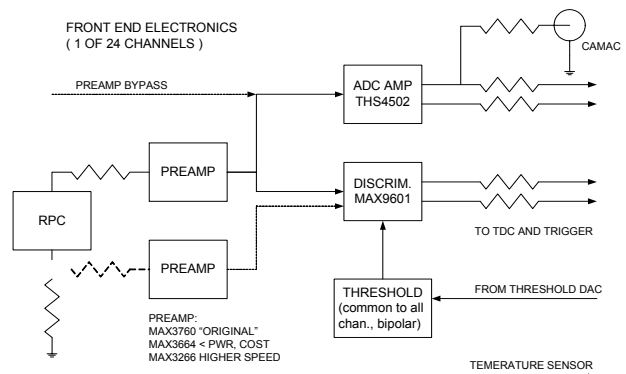 FRONT END ELECTRONICS
( 1 OF 24 CHANNELS )
CAMAC
PREAMP BYPASS
ADC AMP
THS4502
PREAMP
DISCRIM.
MAX9601
RPC
TO TDC AND TRIGGER
PREAMP
THRESHOLD
(common to all
chan., bipolar)
FROM THRESHOLD DAC
PREAMP:
MAX3760 "ORIGINAL"
MAX3664 < PWR, COST
MAX3266 HIGHER SPEED
TEMERATURE SENSOR